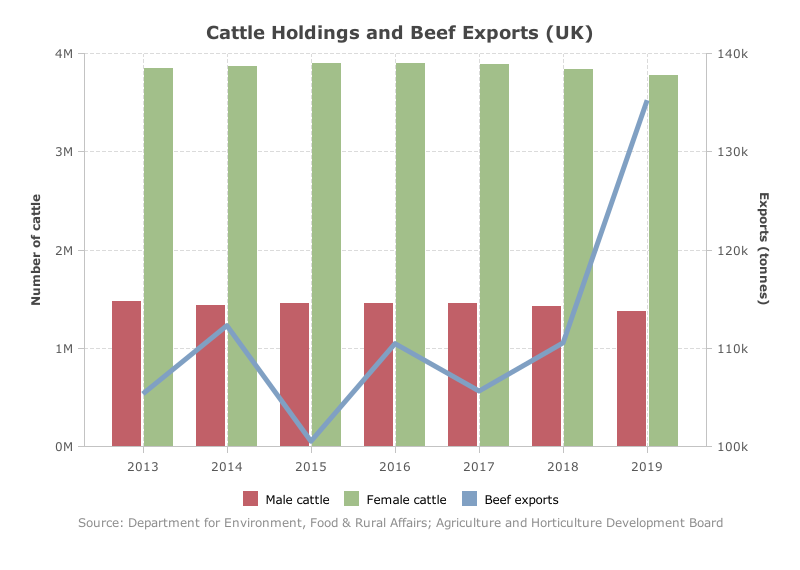 Cattle Holdings and Beef Exports (UK)
4M
3M
2M
1M
0M
Number of cattle
140k
130k
120k
110k
100k
Exports (tonnes)
2013 2014 2015 2016 2017 2018 2019
Male cattle Female cattle Beef exports
Source: Department for Environment, Food & Rural Affairs; Agriculture and Horticulture Development Board